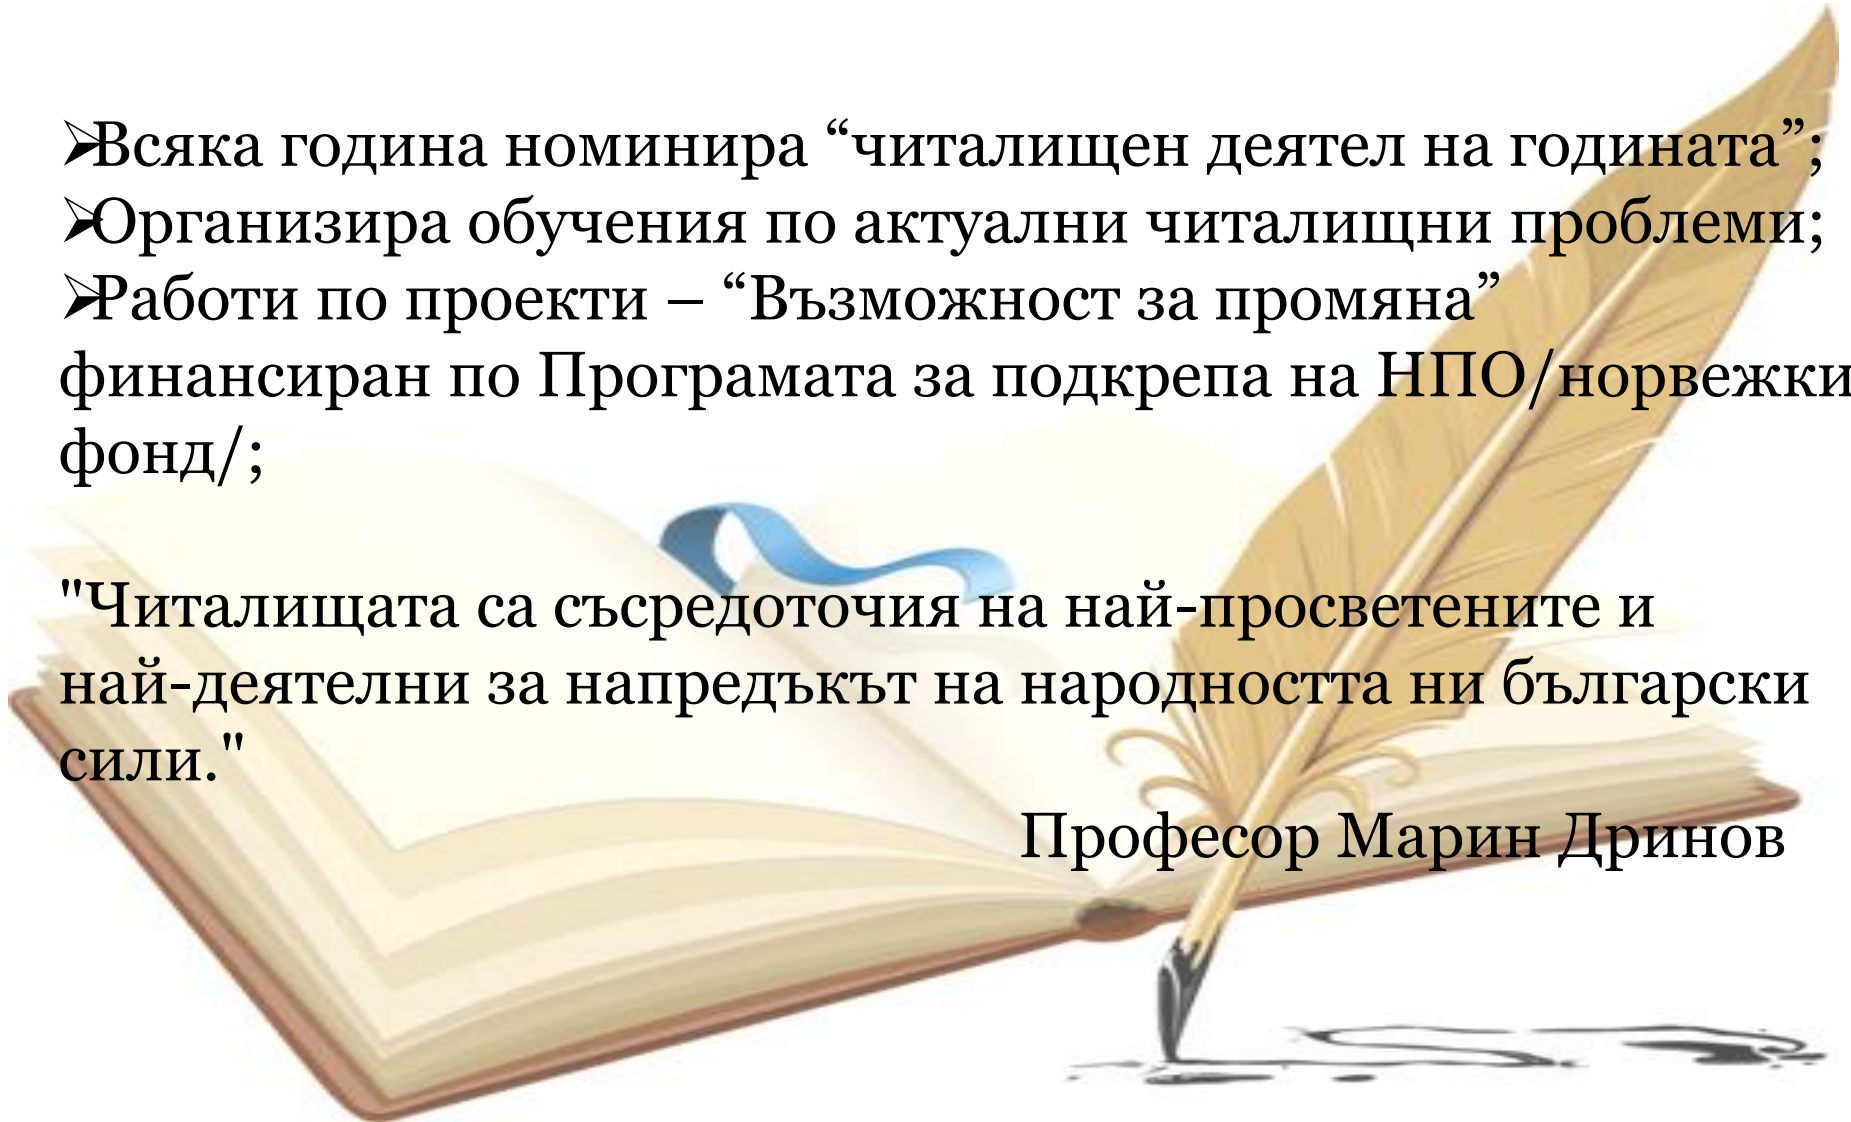 ➢Всяка година номинира “читалищен деятел на годината”;
➢Организира обучения по актуални читалищни проблеми;
➢Работи по проекти – “Възможност за промяна”
финансиран по Програмата за подкрепа на НПО/норвежки
фонд/;
"Читалищата са съсредоточия на най-просветените и
най-деятелни за напредъкът на народността ни български
сили."
Професор Марин Дринов